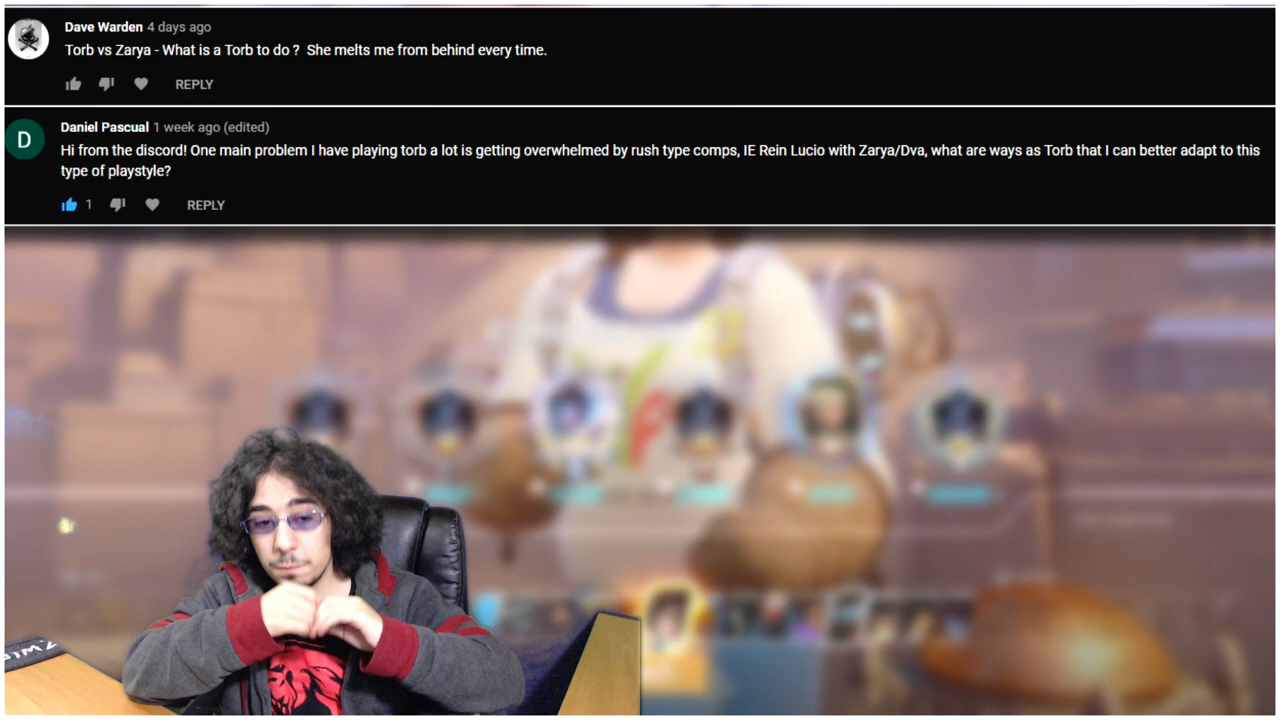 Dave Warden 4 days ago
Torb vs Zarya - What is a Torb to do ? She melts me from behind every time.
REPLY
D
Daniel Pascual 1 week ago (edited)
Hi from the discord! One main problem I have playing torb a lot is getting overwhelmed by rush type comps, IE Rein Lucio with Zarya/Dva, what are ways as Torb that I can better adapt to this
type of playstyle?
1
REPLY